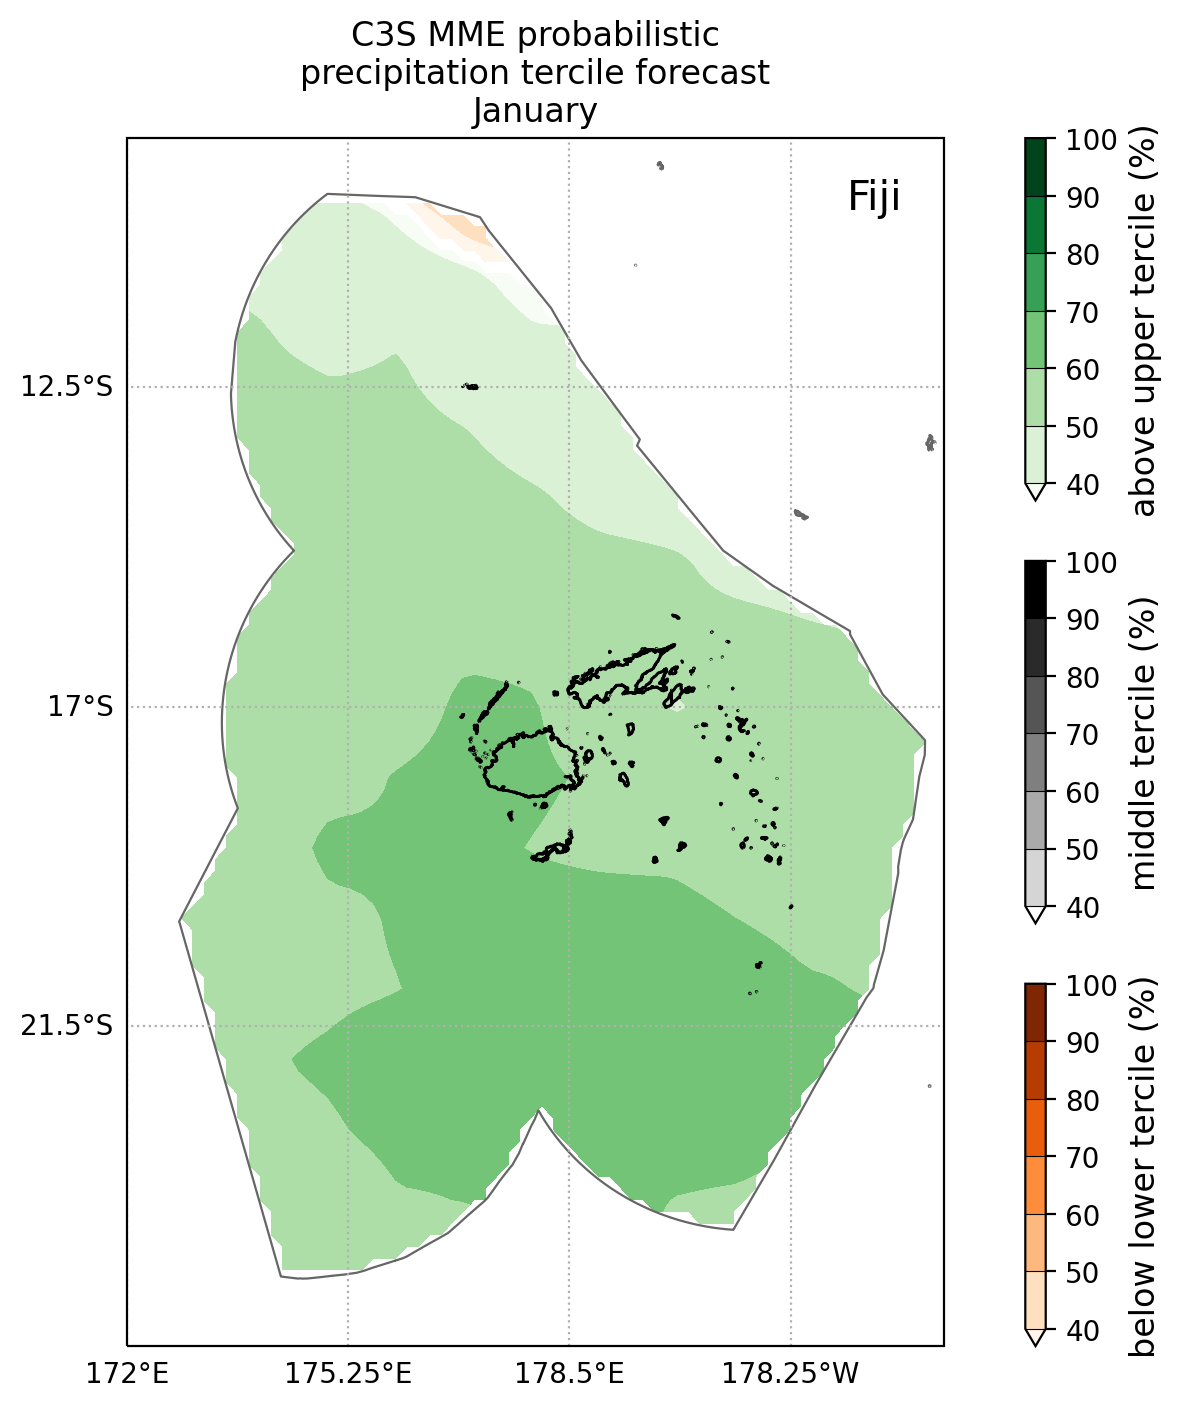 C3S MME probabilistic
precipitation tercile forecast
January
Fiji
12.5°S
17°S
21.5°S
172°E
175.25°E
178.5°E
178.25°W
100
90
80
70
60
50
40
above upper tercile (%)
100
90
80
70
60
50
40
middle tercile (%)
100
90
80
70
60
50
40
below lower tercile (%)